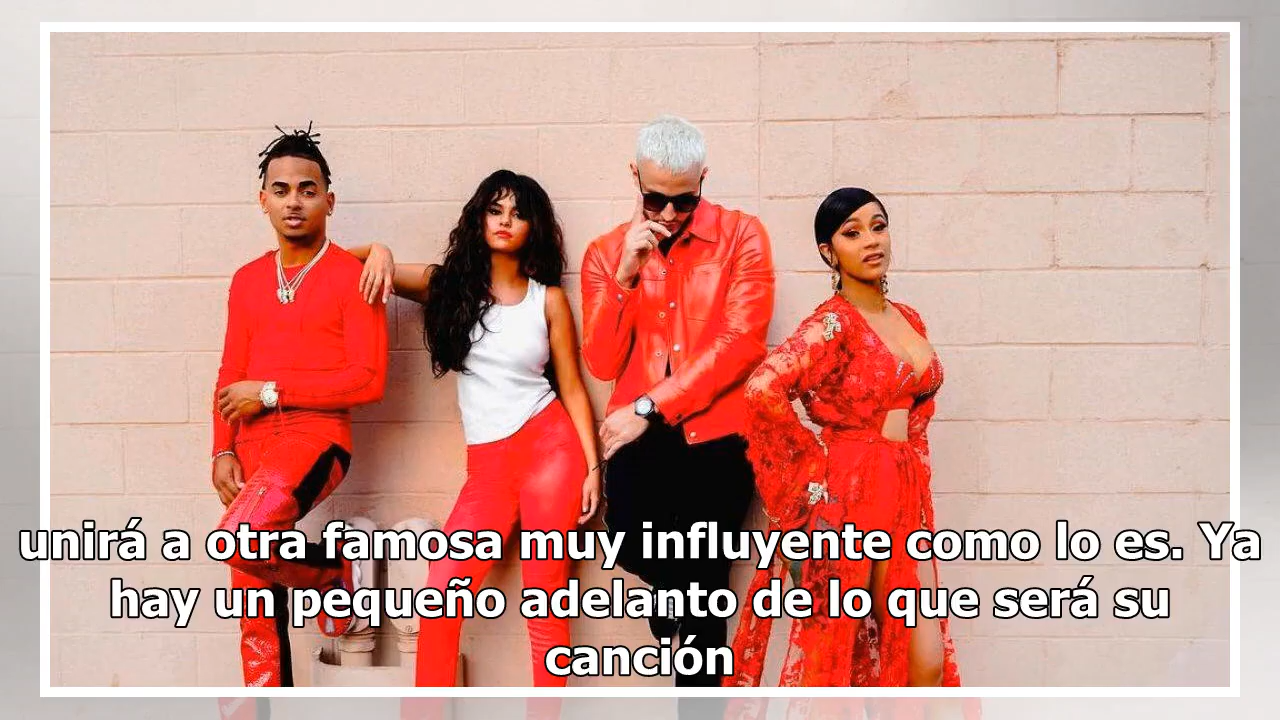 unirá a otra famosa muy influyente como lo es. Ya
hay un pequeño adelanto de lo que será su
canción